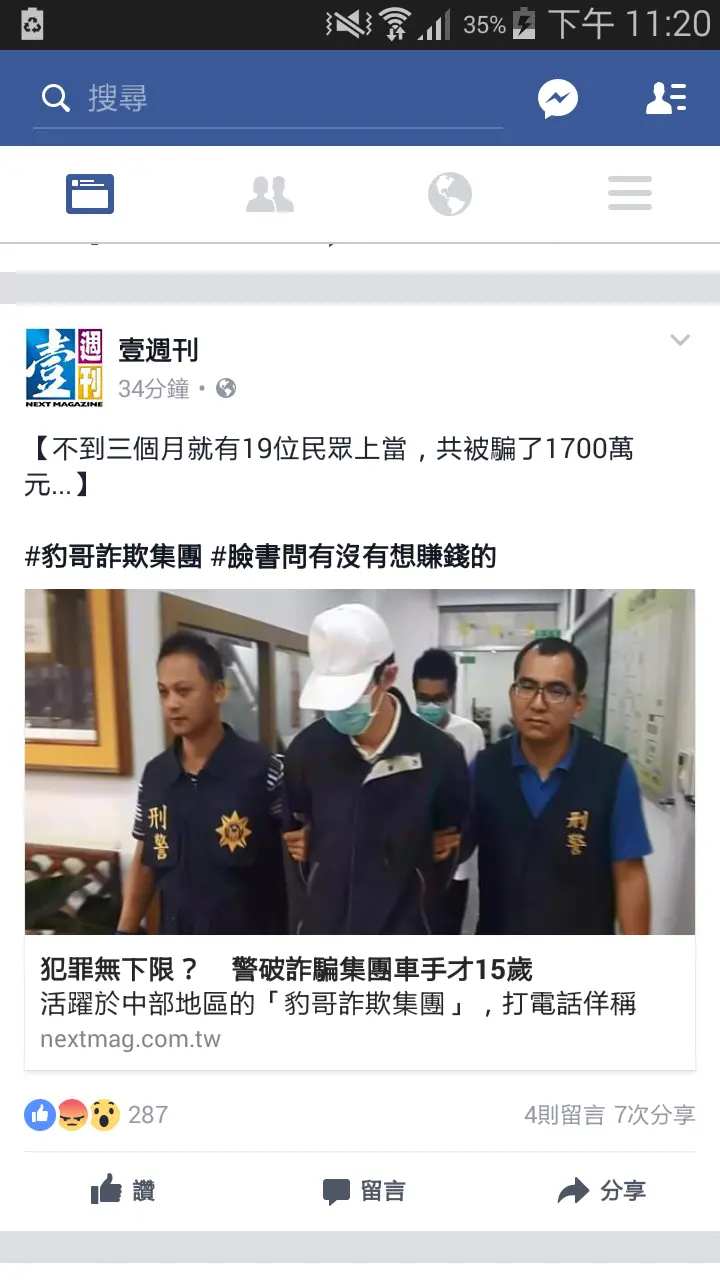 35% 下午 11:20
搜尋
壹週刊
NEXT MAGAZINE
壹週刊
34分鐘
【不到三個月就有19位民眾上當，共被騙了1700萬
元...】
#豹哥詐欺集團 #臉書問有沒有想賺錢的
刑警
刑警
犯罪無下限？　警破詐騙集團車手才15歲
活躍於中部地區的「豹哥詐欺集團」，打電話佯稱
nextmag.com.tw
287
4則留言 7次分享
讚 留言 分享